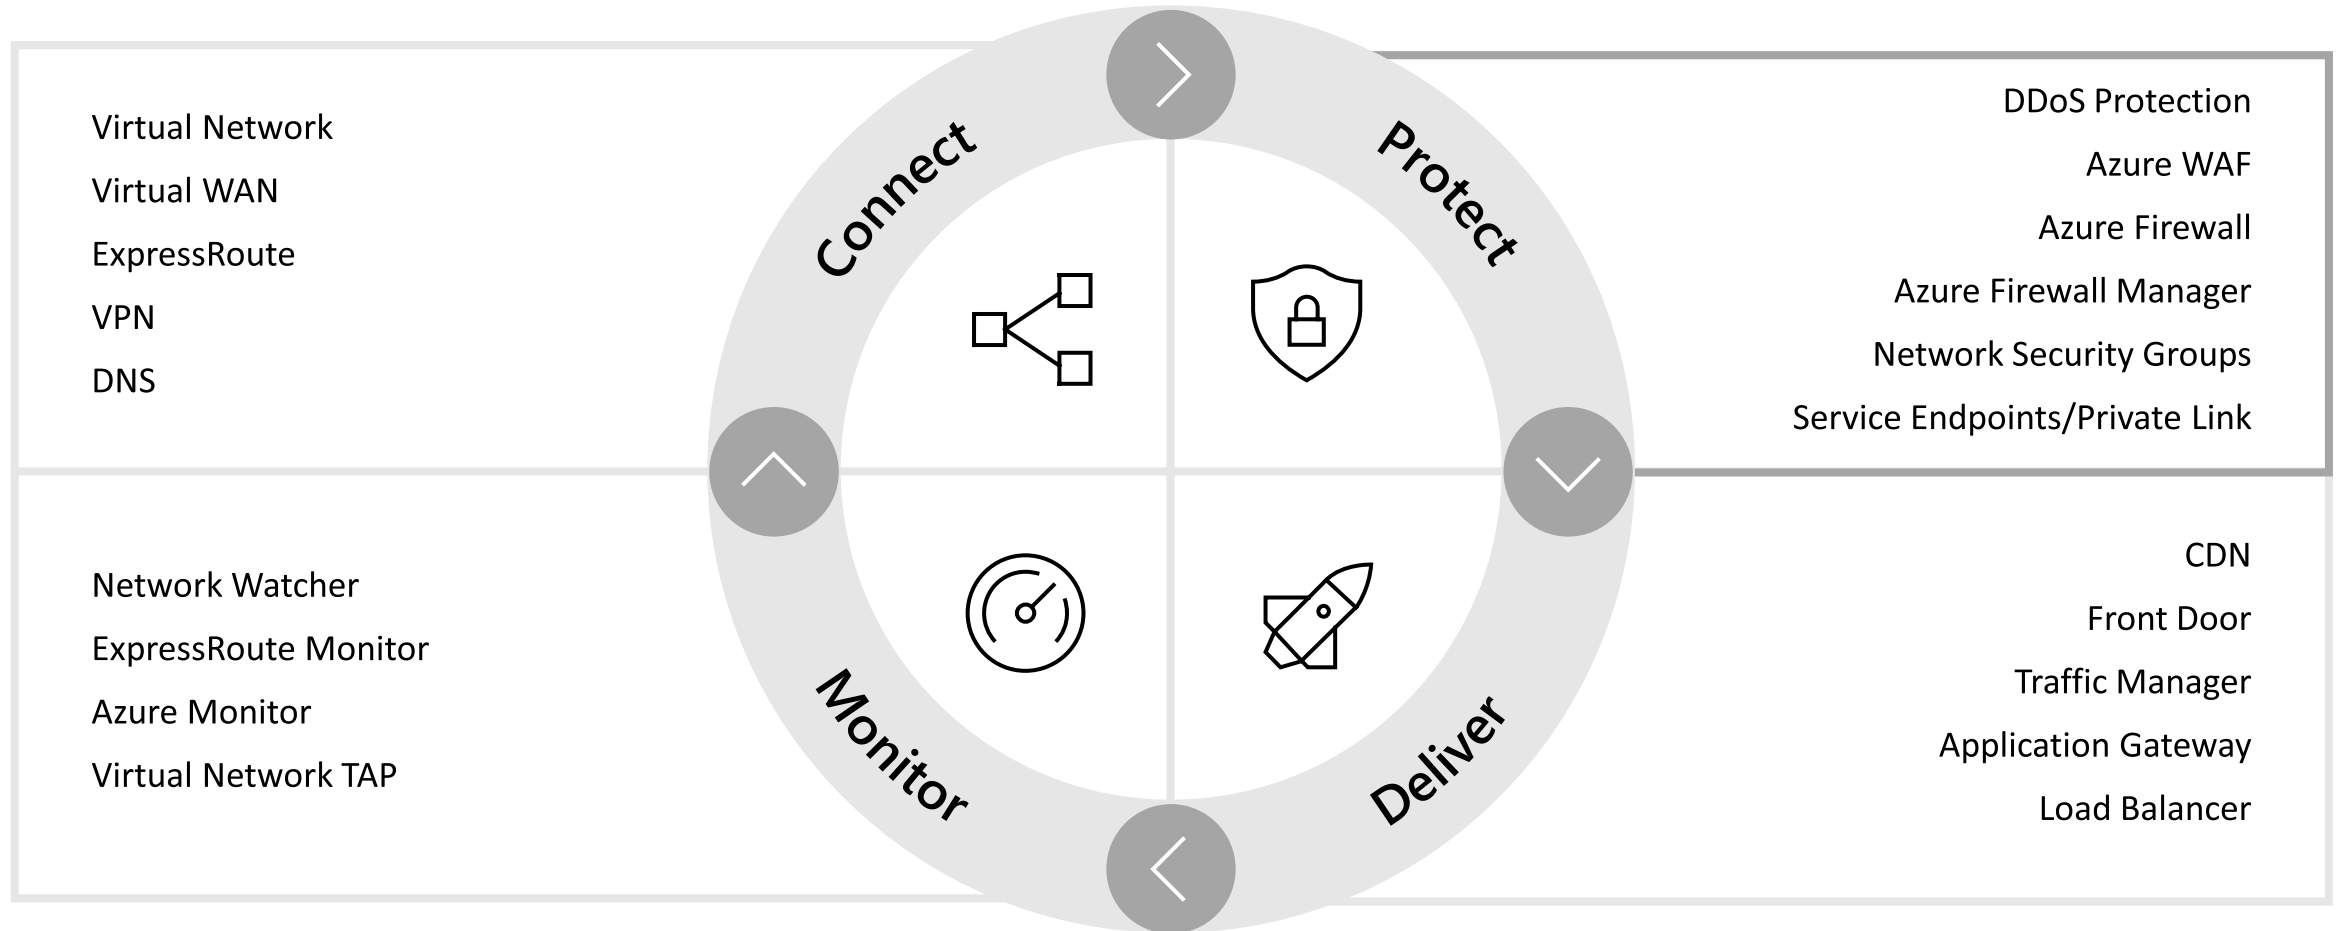 Connect
Virtual Network
Virtual WAN
ExpressRoute
VPN
DNS
Protect
DDoS Protection
Azure WAF
Azure Firewall
Azure Firewall Manager
Network Security Groups
Service Endpoints/Private Link
Monitor
Network Watcher
ExpressRoute Monitor
Azure Monitor
Virtual Network TAP
Deliver
CDN
Front Door
Traffic Manager
Application Gateway
Load Balancer